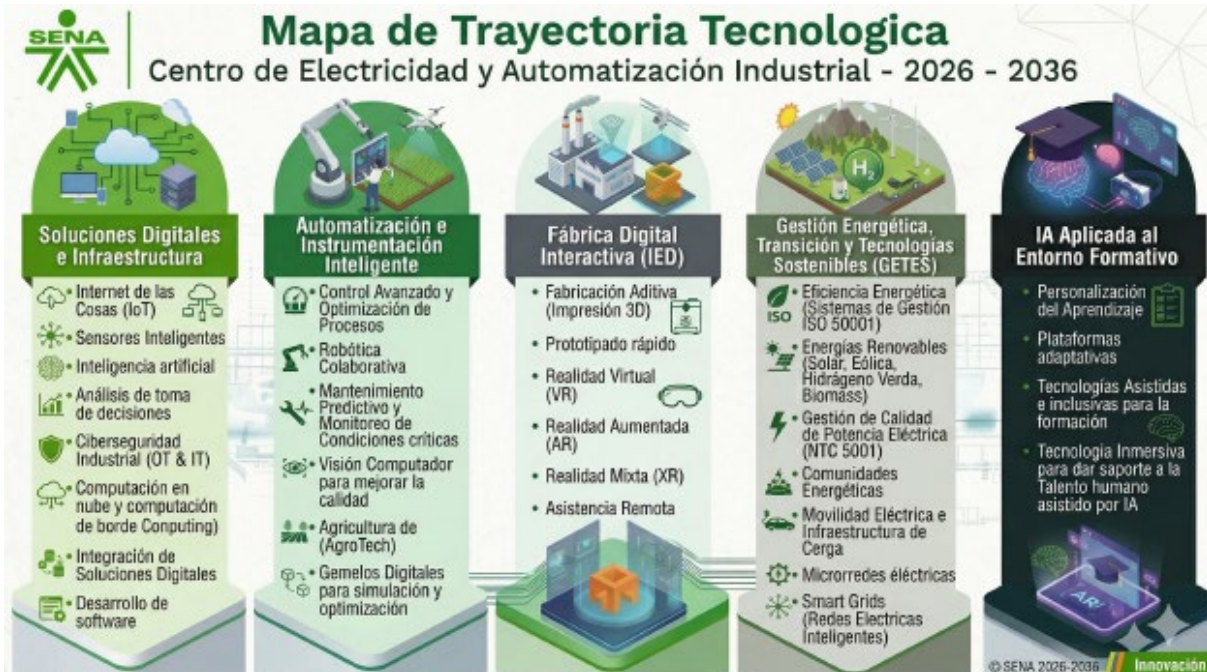 SENA
Mapa de Trayectoria Tecnologica
Centro de Electricidad y Automatización Industrial - 2026 - 2036
Soluciones Digitales
e Infraestructura
• Internet de las
Cosas (IoT)
• Sensores Inteligentes
• Inteligencia artificial
• Análisis de toma
de decisiones
• Ciberseguridad
Industrial (OT & IT)
• Computación en
nube y computación
de borde Conputing)
• Integración de
Soluciones Digitales
• Desarrollo de
software
Automatización e
Instrumentación
Inteligente
• Control Avanzado y
Optimización de
Procesos
• Robótica
Colaborativa
• Mantenimiento
Predictivo y
Monitoreo de
Condiciones críticas
• Visión Computador
para mejorar la
calidad
• Agricultura de
(AgroTech)
• Gemelos Digitales
para simulación y
optimización
Fábrica Digital
Interactiva (IED)
• Fabricación Aditiva
(Impresión 3D)
• Prototipado rápido
• Realidad Virtual
(VR)
• Realidad Aumentada
(AR)
• Realidad Mixta (XR)
• Asistencia Remota
H2
Gestión Energética,
Transición y Tecnologías
Sostenibles (GETES)
ISO
• Eficiencia Energética
(Sistemas de Gestión
ISO 50001)
• Energías Renovables
(Solar, Eólica,
Hidrágeno Verda,
Biomáss)
• Gestión de Calidad
de Potencia Eléctrica
(NTC 5001)
• Comunidades
Energéticas
• Movilidad Eléctrica e
Infraestructura de
Cerga
• Microrredes éléctricas
• Smart Grids
(Redes Electricas
Inteligentes)
IA Aplicada al
Entorno Formativo
• Personalización
del Aprendizaje
• Plataformas
adaptativas
• Tecnologías Asistidas
e inclusivas para la
formación
• Tecnologia Inmersiva
para dar saporte a la
Talento humano
asistido por IA
AR
© SENA 2026-2036
Innovación